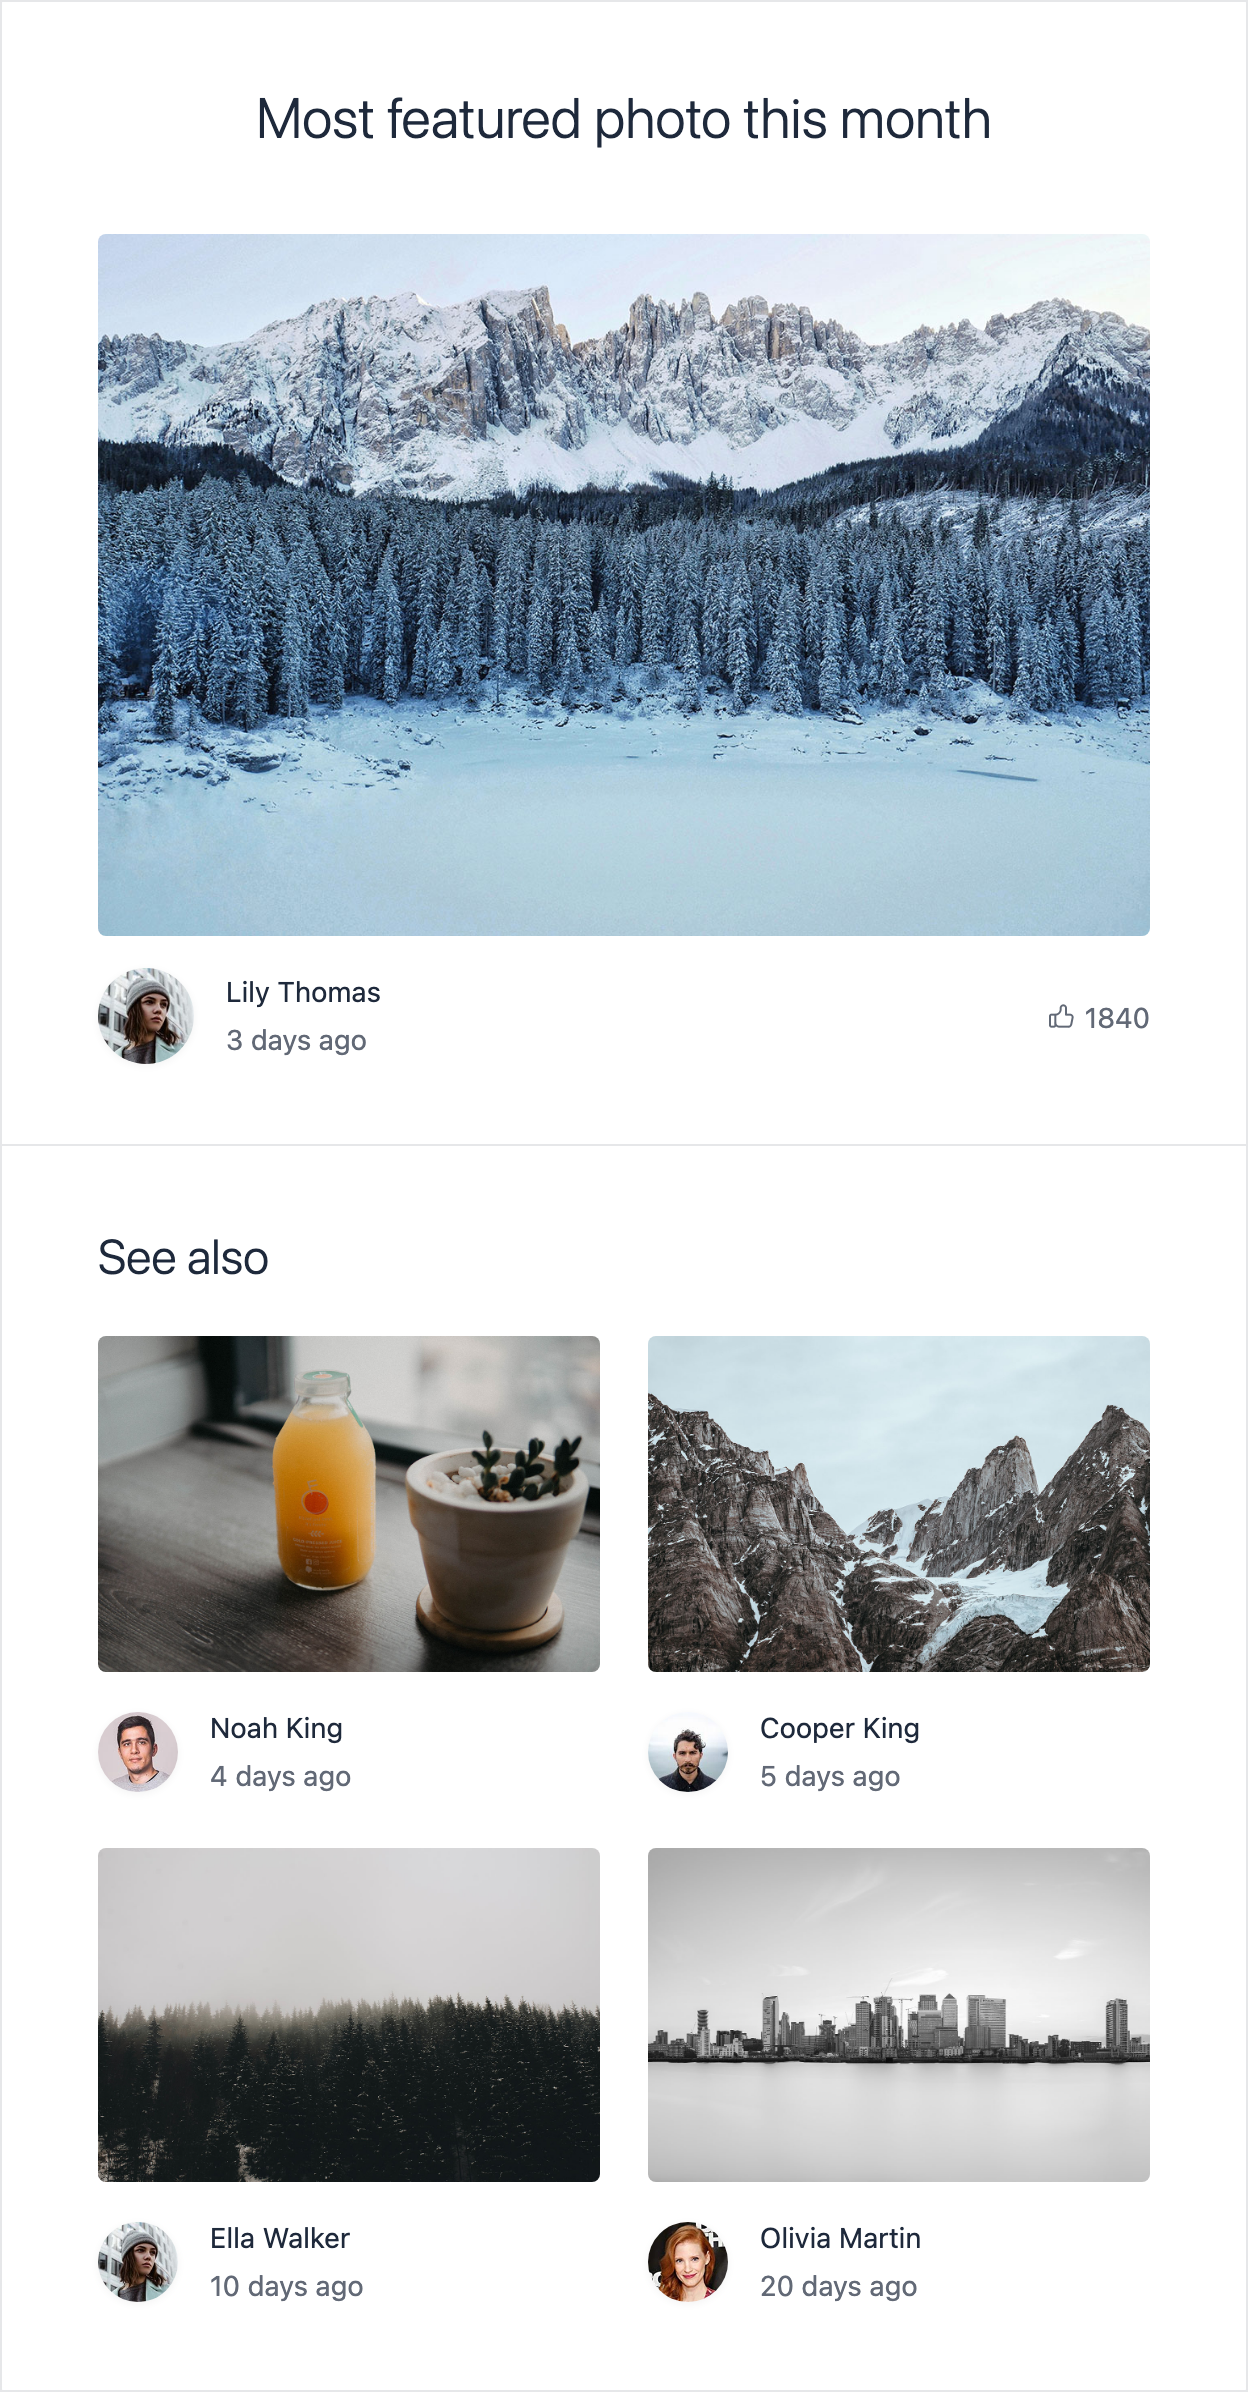 Most featured photo this month
Lily Thomas
3 days ago
1840
See also
Noah King
4 days ago
Cooper King
5 days ago
Ella Walker
10 days ago
Olivia Martin
20 days ago